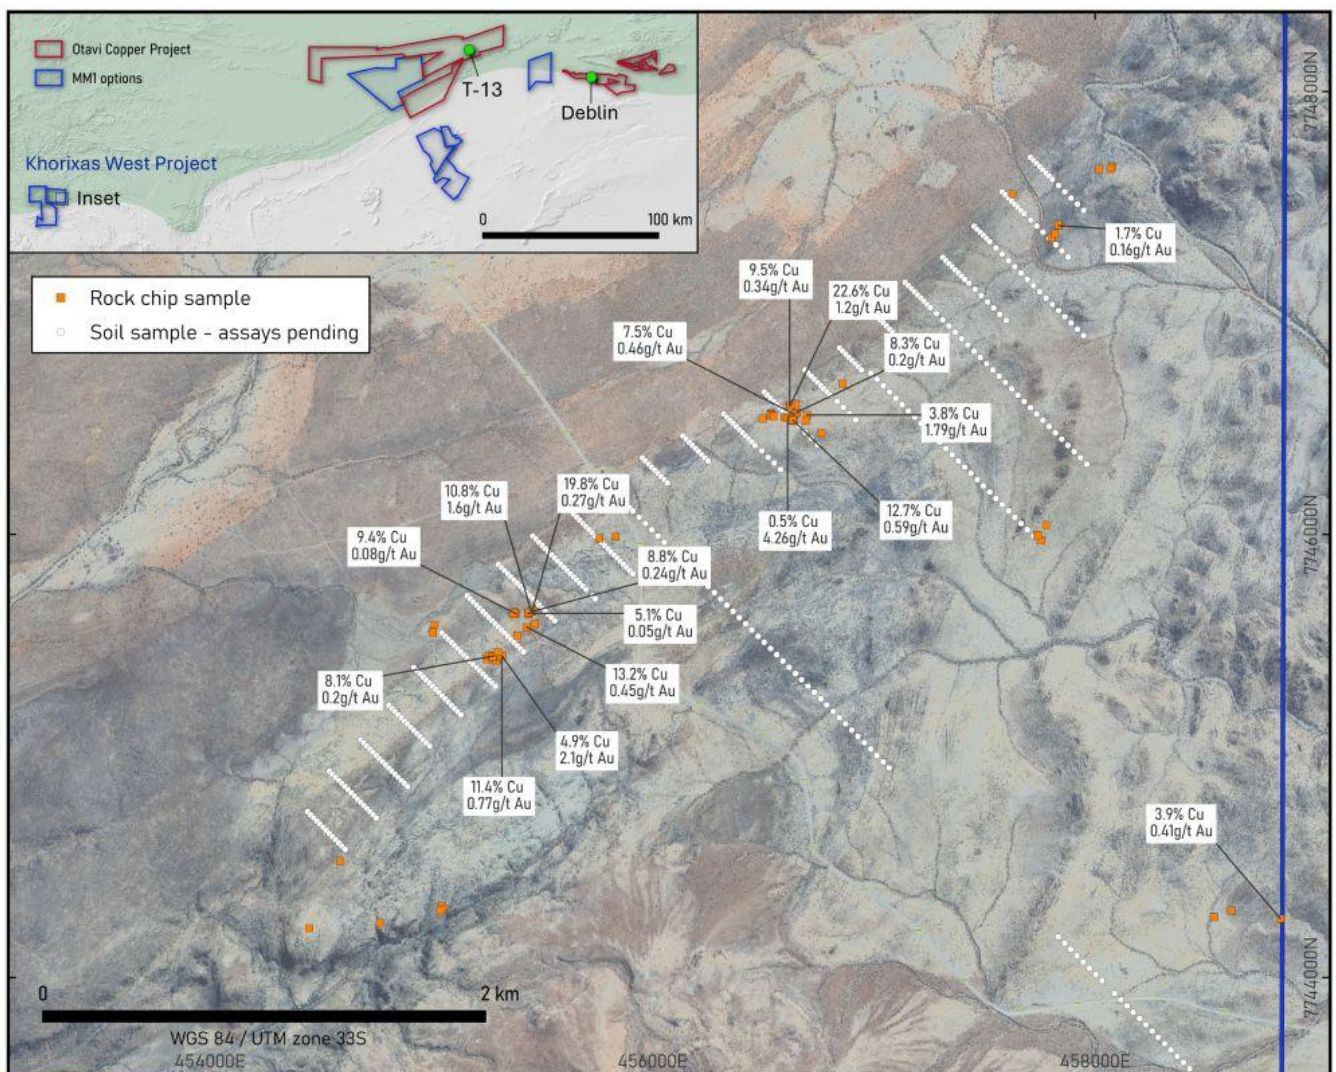 Otavi Copper Project
MM1 options
T-13
Deblin
Khorixas West Project
Inset
0
100 km
Rock chip sample
Soil sample - assays pending
7748000N
1.7% Cu
0.16g/t Au
9.5% Cu
0.34g/t Au
22.6% Cu
1.2g/t Au
7.5% Cu
0.46g/t Au
8.3% Cu
0.2g/t Au
3.8% Cu
1.79g/t Au
10.8% Cu
1.6g/t Au
19.8% Cu
0.27g/t Au
0.5% Cu
4.26g/t Au
12.7% Cu
0.59g/t Au
7746000N
9.4% Cu
0.08g/t Au
8.8% Cu
0.24g/t Au
5.1% Cu
0.05g/t Au
8.1% Cu
0.2g/t Au
13.2% Cu
0.45g/t Au
4.9% Cu
2.1g/t Au
11.4% Cu
0.77g/t Au
3.9% Cu
0.41g/t Au
7744000N
0
2 km
WGS 84 / UTM zone 33S
454000E
456000E
458000E